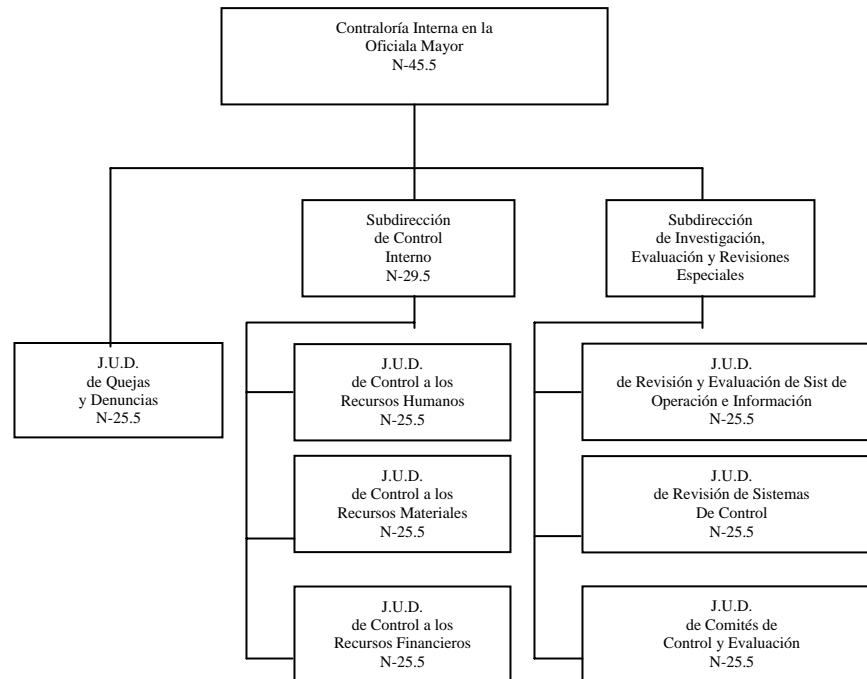 Contraloría Interna en la
Oficiala Mayor
N-45.5
Subdirección
de Control
Interno
N-29.5
Subdirección
de Investigación,
Evaluación y Revisiones
Especiales
J.U.D.
de Quejas
y Denuncias
N-25.5
J.U.D.
de Control a los
Recursos Humanos
N-25.5
J.U.D.
de Revisión y Evaluación de Sist de
Operación e Información
N-25.5
J.U.D.
de Control a los
Recursos Materiales
N-25.5
J.U.D.
de Revisión de Sistemas
De Control
N-25.5
J.U.D.
de Control a los
Recursos Financieros
N-25.5
J.U.D.
de Comités de
Control y Evaluación
N-25.5